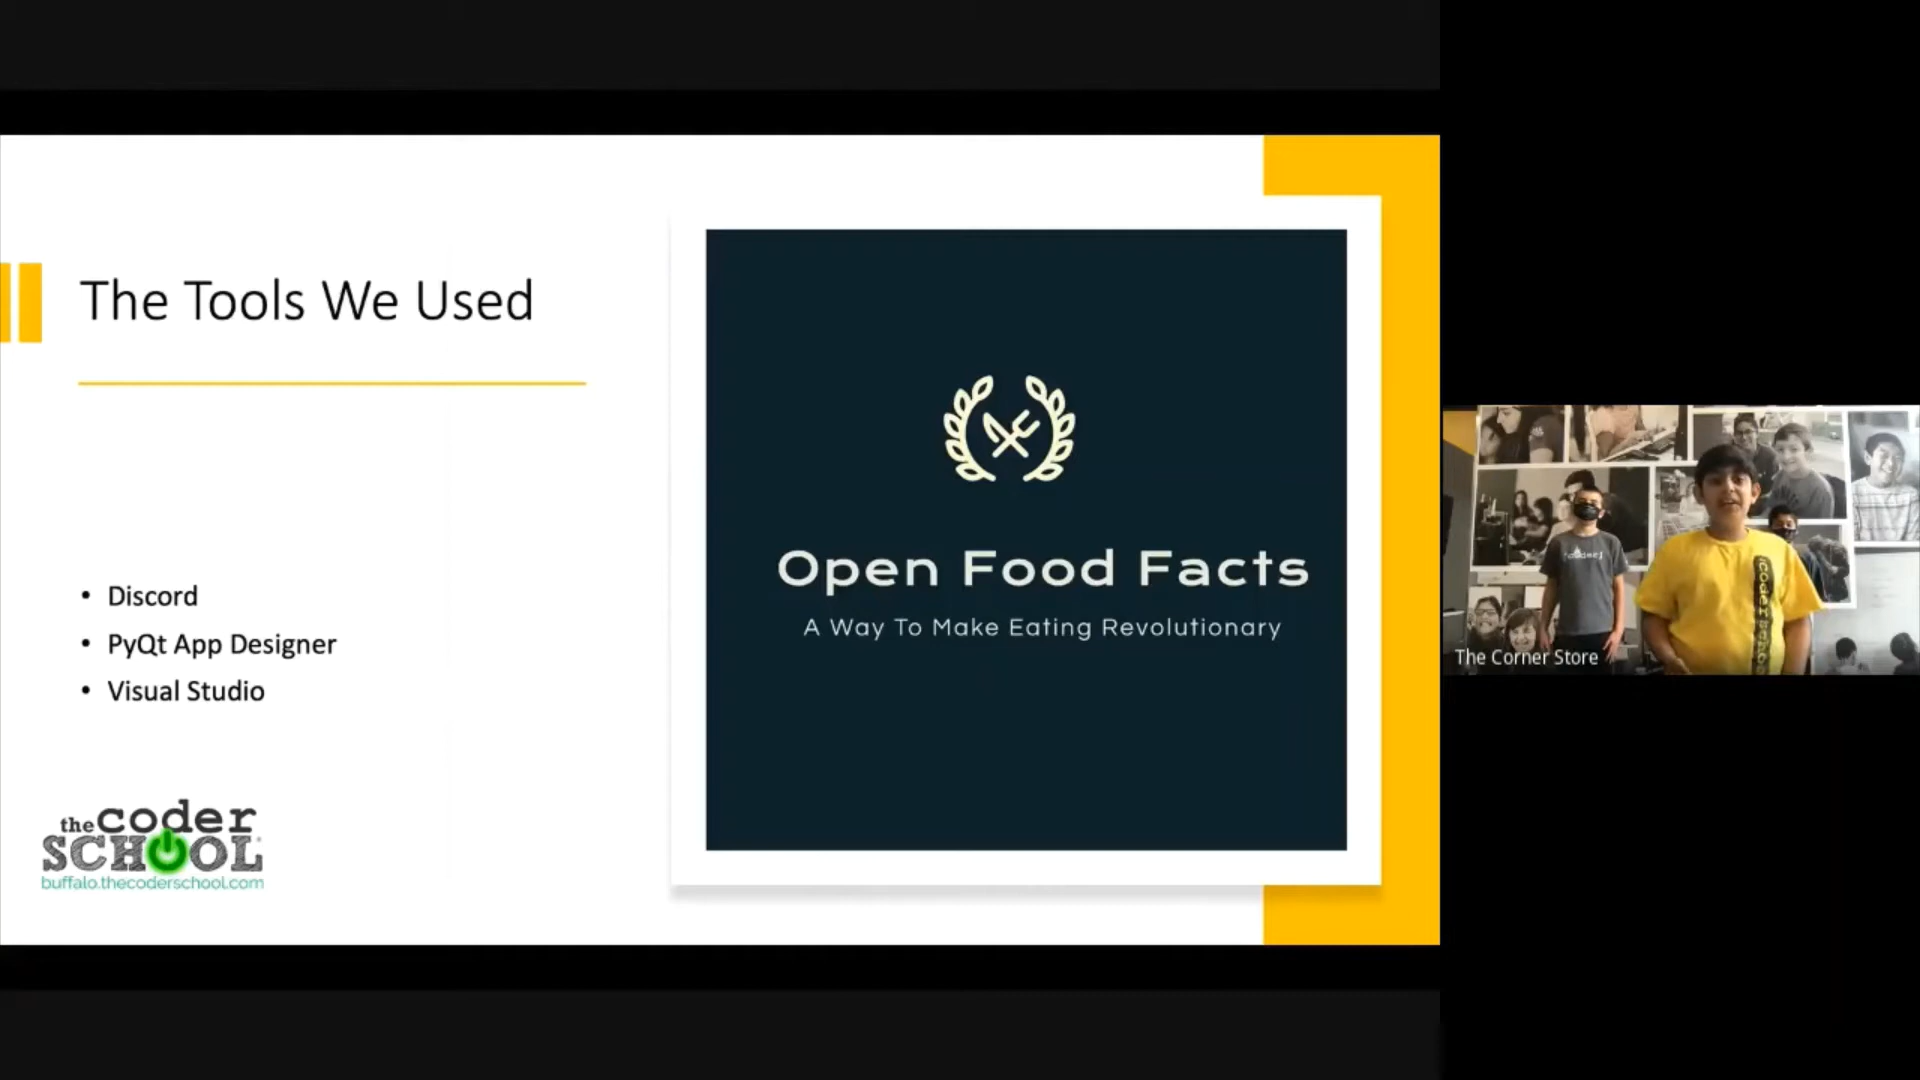 The Tools We Used
• Discord
• PyQt App Designer
• Visual Studio
the coder
SCHOOL
buffalo.thecoderschool.com
Open Food Facts
A Way To Make Eating Revolutionary
The Corner Store